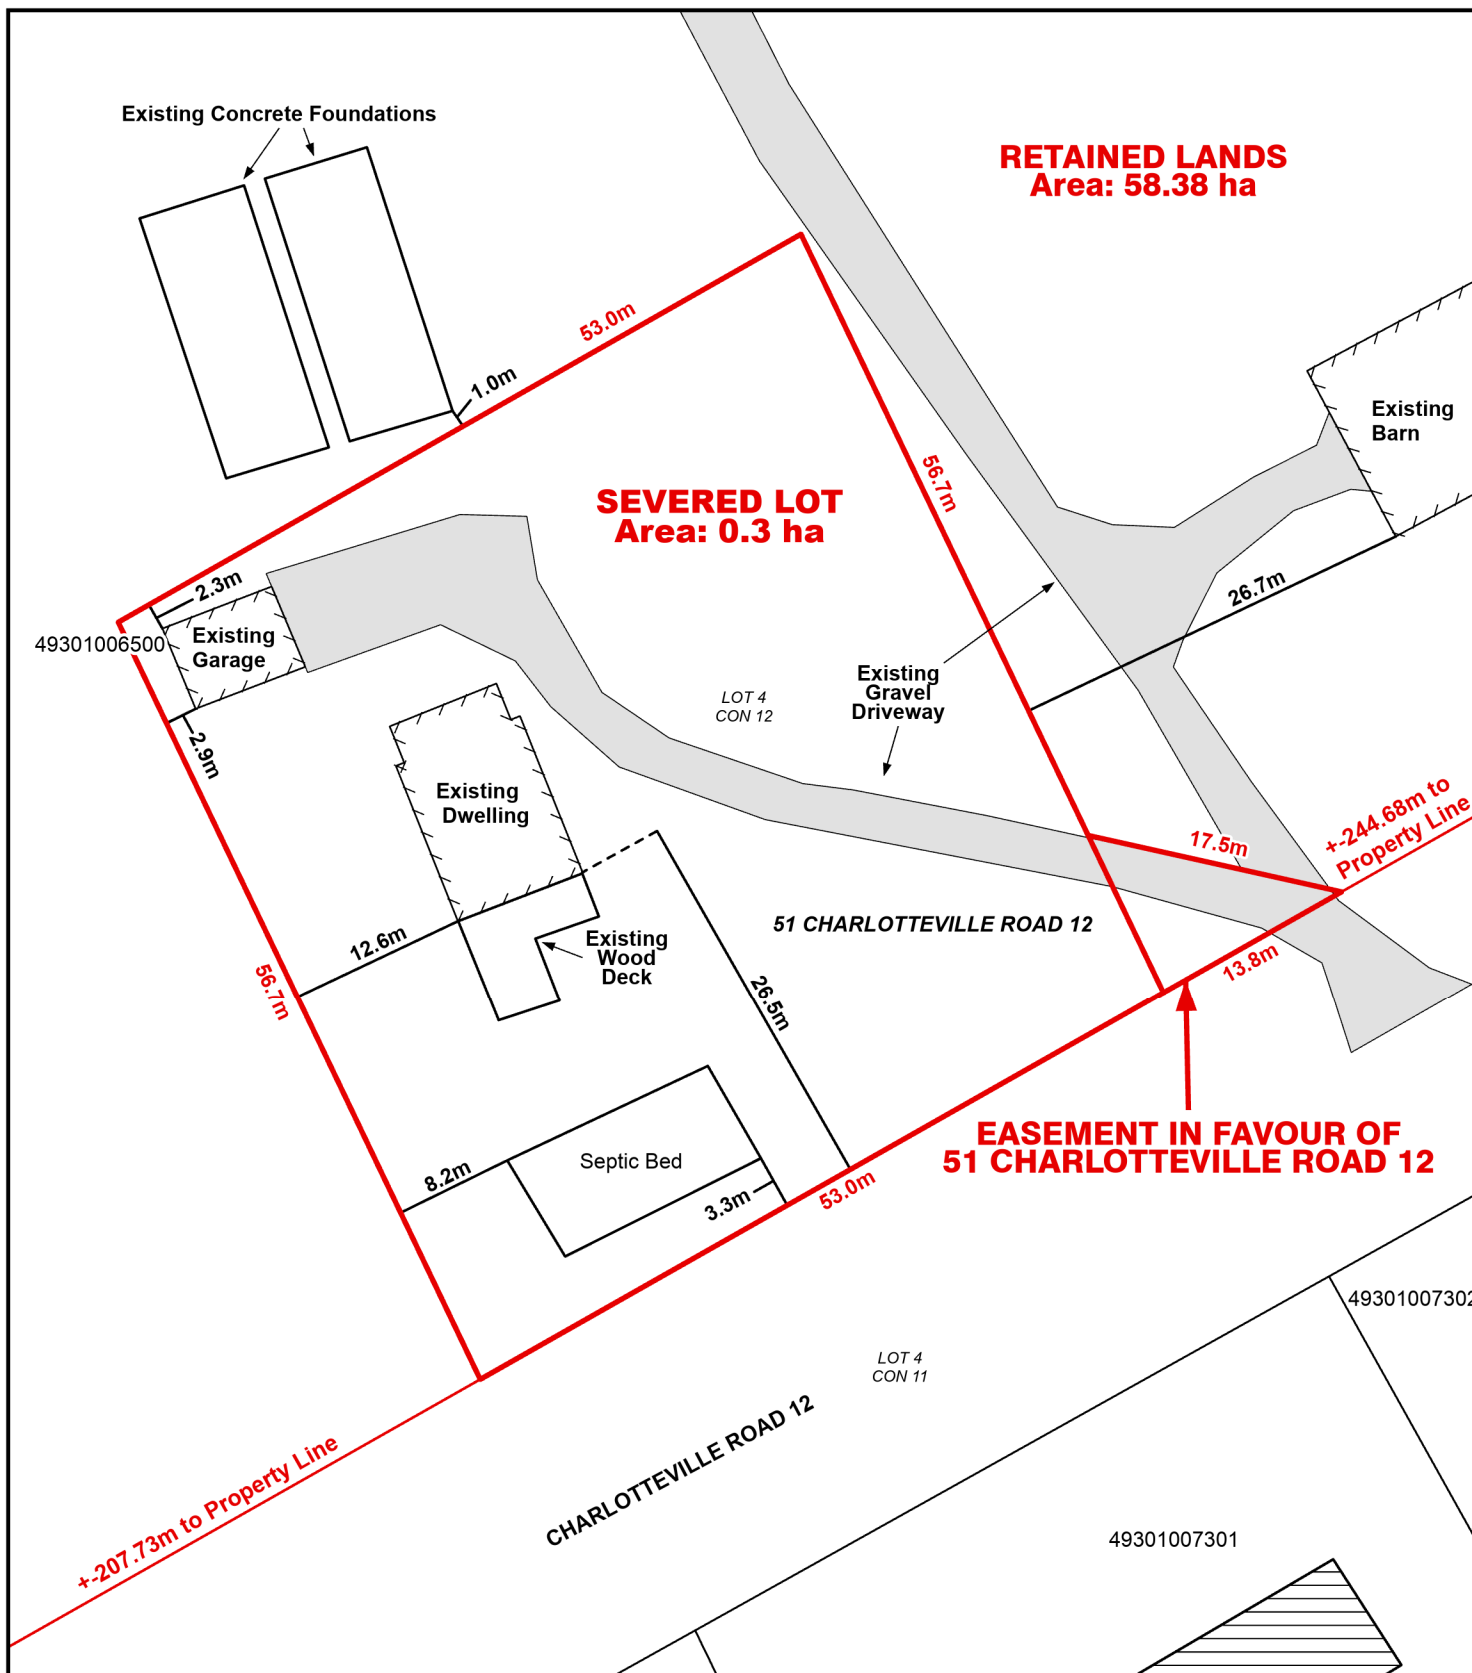 Existing Concrete Foundations
RETAINED LANDS
Area: 58.38 ha
53.0m
1.0m
Existing
Barn
56.7m
SEVERED LOT
Area: 0.3 ha
2.3m
26.7m
49301006500
Existing
Garage
Existing
Gravel
Driveway
LOT 4
CON 12
2.9m
Existing
Dwelling
17.5m
+-244.68m to
Property Line
51 CHARLOTTEVILLE ROAD 12
12.6m
Existing
Wood
Deck
13.8m
56.7m
26.5m
EASEMENT IN FAVOUR OF
51 CHARLOTTEVILLE ROAD 12
Septic Bed
8.2m
3.3m
53.0m
49301007302
LOT 4
CON 11
CHARLOTTEVILLE ROAD 12
+-207.73m to Property Line
49301007301